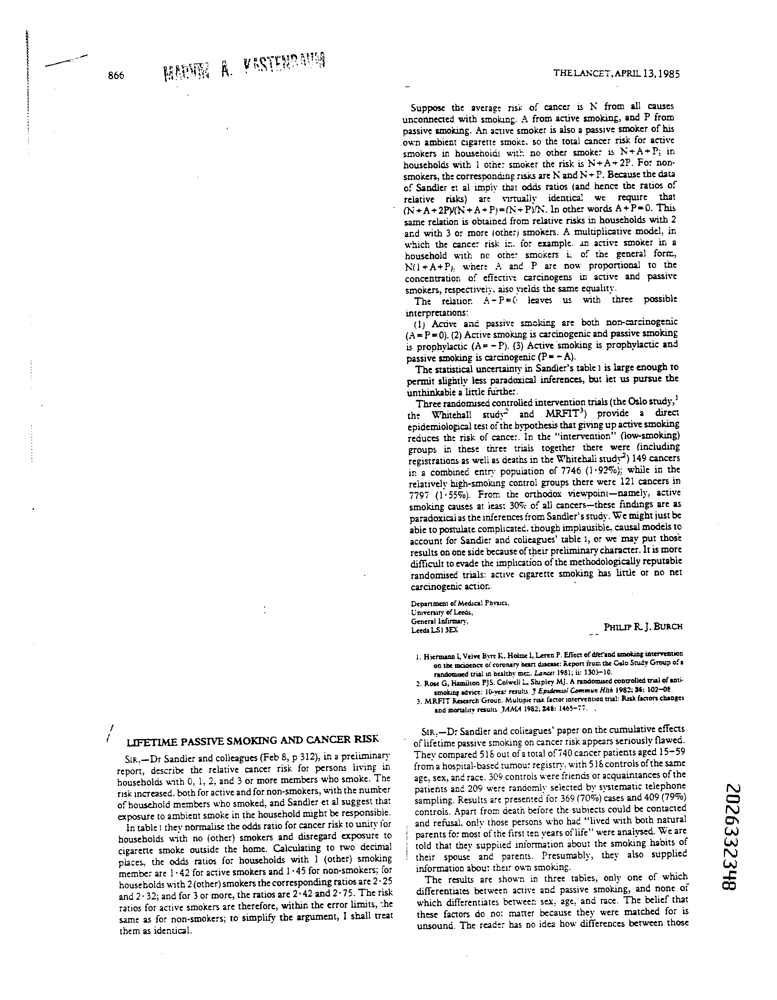 866
MARVIN A. KASTENBAUM
THE LANCET, APRIL 13, 1985
LIFETIME PASSIVE SMOKING AND CANCER RISK
SIR,—Dr Sandler and colleagues (Feb 8, p 312), in a preliminary
report, describe the relative cancer risk for persons living in
households with 0, 1, 2, and 3 or more members who smoke. The
risk increased, both for active and for non-smokers, with the number
of household members who smoked, and Sandler et al suggest that
exposure to ambient smoke in the household might be responsible.
In table I they normalise the odds ratio for cancer risk to unity for
households with no (other) smokers and disregard exposure to
cigarette smoke outside the home. Calculating to two decimal
places, the odds ratios for households with 1 (other) smoking
member are 1·42 for active smokers and 1·45 for non-smokers; for
households with 2 (other) smokers the corresponding ratios are 2·25
and 2·32; and for 3 or more, the ratios are 2·42 and 2·75. The risk
ratios for active smokers are therefore, within the error limits, the
same as for non-smokers; to simplify the argument, I shall treat
them as identical.
Suppose the average risk of cancer is N from all causes
unconnected with smoking, A from active smoking, and P from
passive smoking. An active smoker is also a passive smoker of his
own ambient cigarette smoke, so the total cancer risk for active
smokers in households with no other smoker is N+A+P; in
households with 1 other smoker the risk is N+A+2P. For non-
smokers, the corresponding risks are N and N+P. Because the data
of Sandler et al imply that odds ratios (and hence the ratios of
relative risks) are virtually identical we require that
(N+A+2P)/(N+A+P)=(N+P)/N. In other words A+P=0. This
same relation is obtained from relative risks in households with 2
and with 3 or more (other) smokers. A multiplicative model, in
which the cancer risk in, for example, an active smoker in a
household with no other smokers is of the general form,
N(1+A+P), where A and P are now proportional to the
concentration of effective carcinogens in active and passive
smokers, respectively, also yields the same equality.
The relation A+P=0 leaves us with three possible
interpretations:
(1) Active and passive smoking are both non-carcinogenic
(A=P=0). (2) Active smoking is carcinogenic and passive smoking
is prophylactic (A=−P). (3) Active smoking is prophylactic and
passive smoking is carcinogenic (P=−A).
The statistical uncertainty in Sandler's table I is large enough to
permit slightly less paradoxical inferences, but let us pursue the
unthinkable a little further.
Three randomised controlled intervention trials (the Oslo study,1
the Whitehall study2 and MRFIT3) provide a direct
epidemiological test of the hypothesis that giving up active smoking
reduces the risk of cancer. In the "intervention" (low-smoking)
groups in these three trials together there were (including
registrations as well as deaths in the Whitehall study2) 149 cancers
in a combined entry population of 7746 (1·92%); while in the
relatively high-smoking control groups there were 121 cancers in
7797 (1·55%). From the orthodox viewpoint—namely, active
smoking causes at least 30% of all cancers—these findings are as
paradoxical as the inferences from Sandler's study. We might just be
able to postulate complicated, though implausible, causal models to
account for Sandler and colleagues' table I, or we may put those
results on one side because of their preliminary character. It is more
difficult to evade the implication of the methodologically reputable
randomised trials: active cigarette smoking has little or no net
carcinogenic action.
Department of Medical Physics,
University of Leeds,
General Infirmary,
Leeds LS1 3EX
PHILIP R. J. BURCH
1. Hjermann I, Velve Byre K, Holme I, Leren P. Effect of diet and smoking intervention
on the incidence of coronary heart disease: Report from the Oslo Study Group of a
randomised trial in healthy men. Lancet 1981; ii: 1303–10.
2. Rose G, Hamilton PJS, Colwell L, Shipley MJ. A randomised controlled trial of anti-
smoking advice: 10-year results. J Epidemiol Commun Hlth 1982; 36: 102–08.
3. MRFIT Research Group. Multiple risk factor intervention trial: Risk factors changes
and mortality results. JAMA 1982; 248: 1465–77.
SIR,—Dr Sandler and colleagues' paper on the cumulative effects
of lifetime passive smoking on cancer risk appears seriously flawed.
They compared 518 out of a total of 740 cancer patients aged 15–59
from a hospital-based tumour registry, with 518 controls of the same
age, sex, and race. 309 controls were friends or acquaintances of the
patients and 209 were randomly selected by systematic telephone
sampling. Results are presented for 369 (70%) cases and 409 (79%)
controls. Apart from death before the subjects could be contacted
and refusal, only those persons who had "lived with both natural
parents for most of the first ten years of life" were analysed. We are
told that they supplied information about the smoking habits of
their spouse and parents. Presumably, they also supplied
information about their own smoking.
The results are shown in three tables, only one of which
differentiates between active and passive smoking, and none of
which differentiates between sex, age, and race. The belief that
these factors do not matter because they were matched for is
unsound. The reader has no idea how differences between those
2026332348